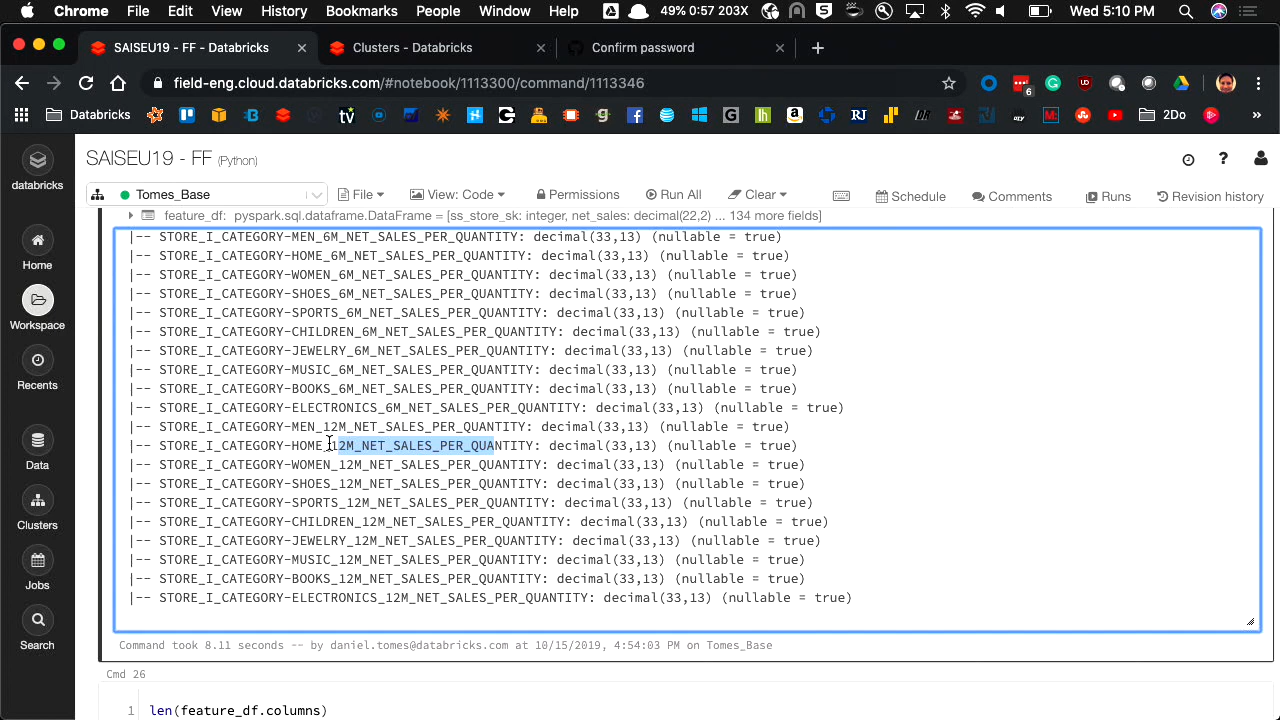 Chrome File Edit View History Bookmarks People Window Help 49% 0:57 203X Wed 5:10 PM
SAISEU19 - FF - Databricks Clusters - Databricks Confirm password
field-eng.cloud.databricks.com/#notebook/1113300/command/1113346
Databricks 2Do
SAISEU19 - FF (Python)
databricks
Home
Workspace
Recents
Data
Clusters
Jobs
Search
Tomes_Base File View: Code Permissions Run All Clear Schedule Comments Runs Revision history
feature_df: pyspark.sql.dataframe.DataFrame = [ss_store_sk: integer, net_sales: decimal(22,2) ... 134 more fields]
|-- STORE_I_CATEGORY-MEN_6M_NET_SALES_PER_QUANTITY: decimal(33,13) (nullable = true)
|-- STORE_I_CATEGORY-HOME_6M_NET_SALES_PER_QUANTITY: decimal(33,13) (nullable = true)
|-- STORE_I_CATEGORY-WOMEN_6M_NET_SALES_PER_QUANTITY: decimal(33,13) (nullable = true)
|-- STORE_I_CATEGORY-SHOES_6M_NET_SALES_PER_QUANTITY: decimal(33,13) (nullable = true)
|-- STORE_I_CATEGORY-SPORTS_6M_NET_SALES_PER_QUANTITY: decimal(33,13) (nullable = true)
|-- STORE_I_CATEGORY-CHILDREN_6M_NET_SALES_PER_QUANTITY: decimal(33,13) (nullable = true)
|-- STORE_I_CATEGORY-JEWELRY_6M_NET_SALES_PER_QUANTITY: decimal(33,13) (nullable = true)
|-- STORE_I_CATEGORY-MUSIC_6M_NET_SALES_PER_QUANTITY: decimal(33,13) (nullable = true)
|-- STORE_I_CATEGORY-BOOKS_6M_NET_SALES_PER_QUANTITY: decimal(33,13) (nullable = true)
|-- STORE_I_CATEGORY-ELECTRONICS_6M_NET_SALES_PER_QUANTITY: decimal(33,13) (nullable = true)
|-- STORE_I_CATEGORY-MEN_12M_NET_SALES_PER_QUANTITY: decimal(33,13) (nullable = true)
|-- STORE_I_CATEGORY-HOME_12M_NET_SALES_PER_QUANTITY: decimal(33,13) (nullable = true)
|-- STORE_I_CATEGORY-WOMEN_12M_NET_SALES_PER_QUANTITY: decimal(33,13) (nullable = true)
|-- STORE_I_CATEGORY-SHOES_12M_NET_SALES_PER_QUANTITY: decimal(33,13) (nullable = true)
|-- STORE_I_CATEGORY-SPORTS_12M_NET_SALES_PER_QUANTITY: decimal(33,13) (nullable = true)
|-- STORE_I_CATEGORY-CHILDREN_12M_NET_SALES_PER_QUANTITY: decimal(33,13) (nullable = true)
|-- STORE_I_CATEGORY-JEWELRY_12M_NET_SALES_PER_QUANTITY: decimal(33,13) (nullable = true)
|-- STORE_I_CATEGORY-MUSIC_12M_NET_SALES_PER_QUANTITY: decimal(33,13) (nullable = true)
|-- STORE_I_CATEGORY-BOOKS_12M_NET_SALES_PER_QUANTITY: decimal(33,13) (nullable = true)
|-- STORE_I_CATEGORY-ELECTRONICS_12M_NET_SALES_PER_QUANTITY: decimal(33,13) (nullable = true)
Command took 8.11 seconds -- by daniel.tomes@databricks.com at 10/15/2019, 4:54:03 PM on Tomes_Base
Cmd 26
1 len(feature_df.columns)